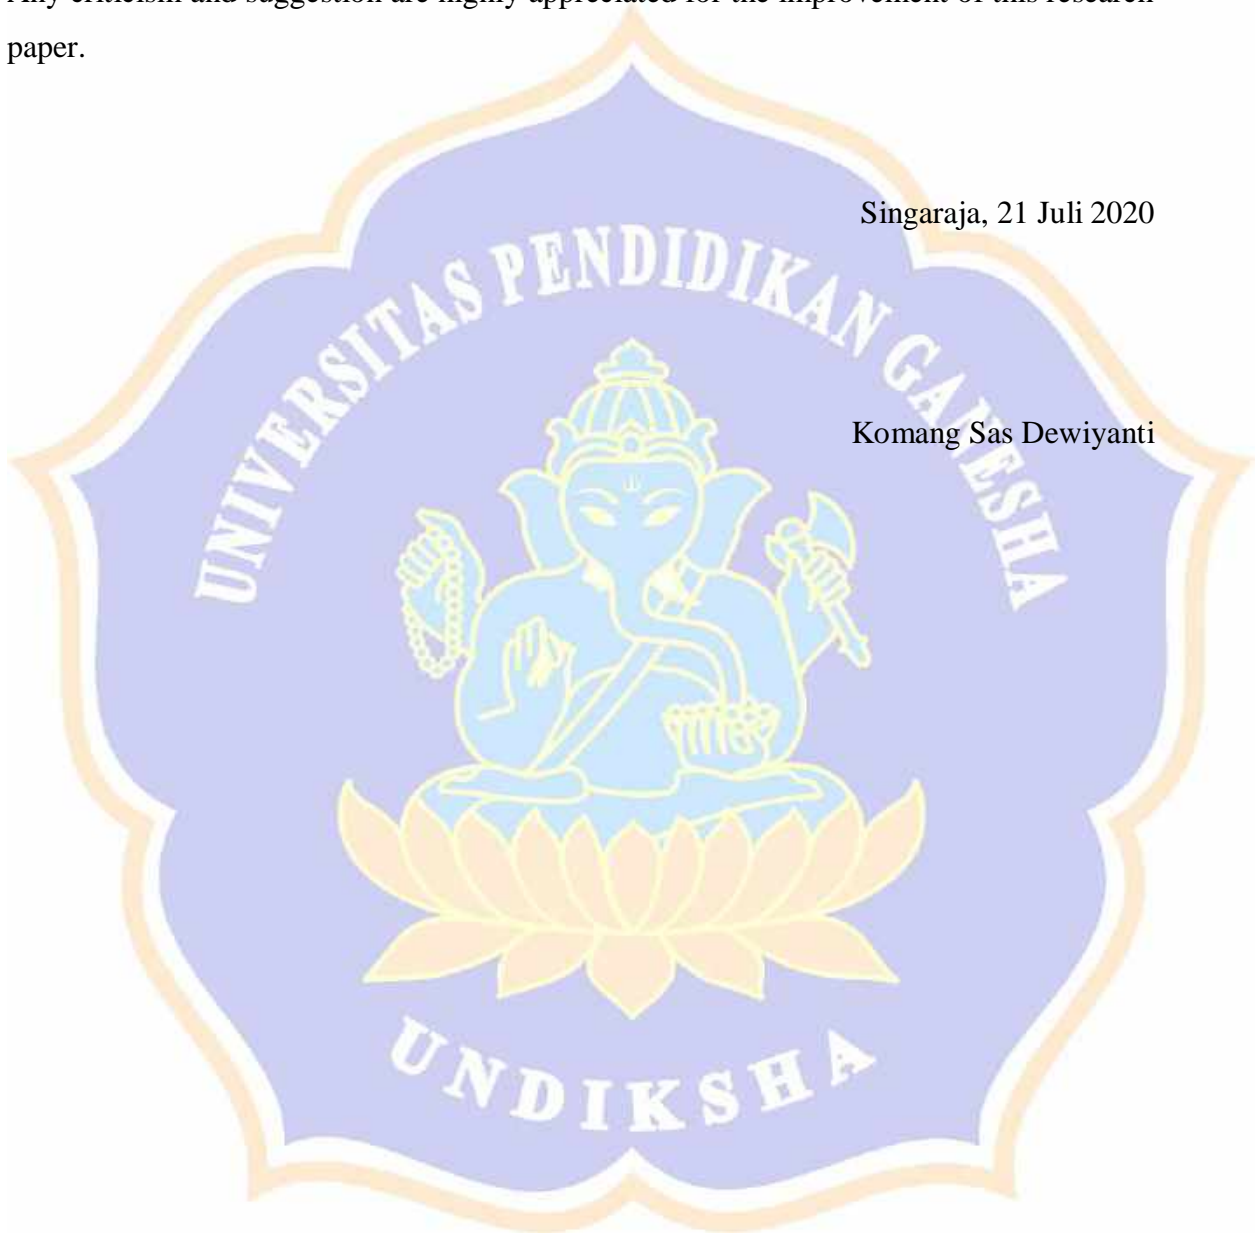 Any criticism and suggestion are highly appreciated for the improvement of this research
paper.
Singaraja, 21 Juli 2020
UNIVERSITAS PENDIDIKAN GANESHA
Komang Sas Dewiyanti
UNDIKSHA